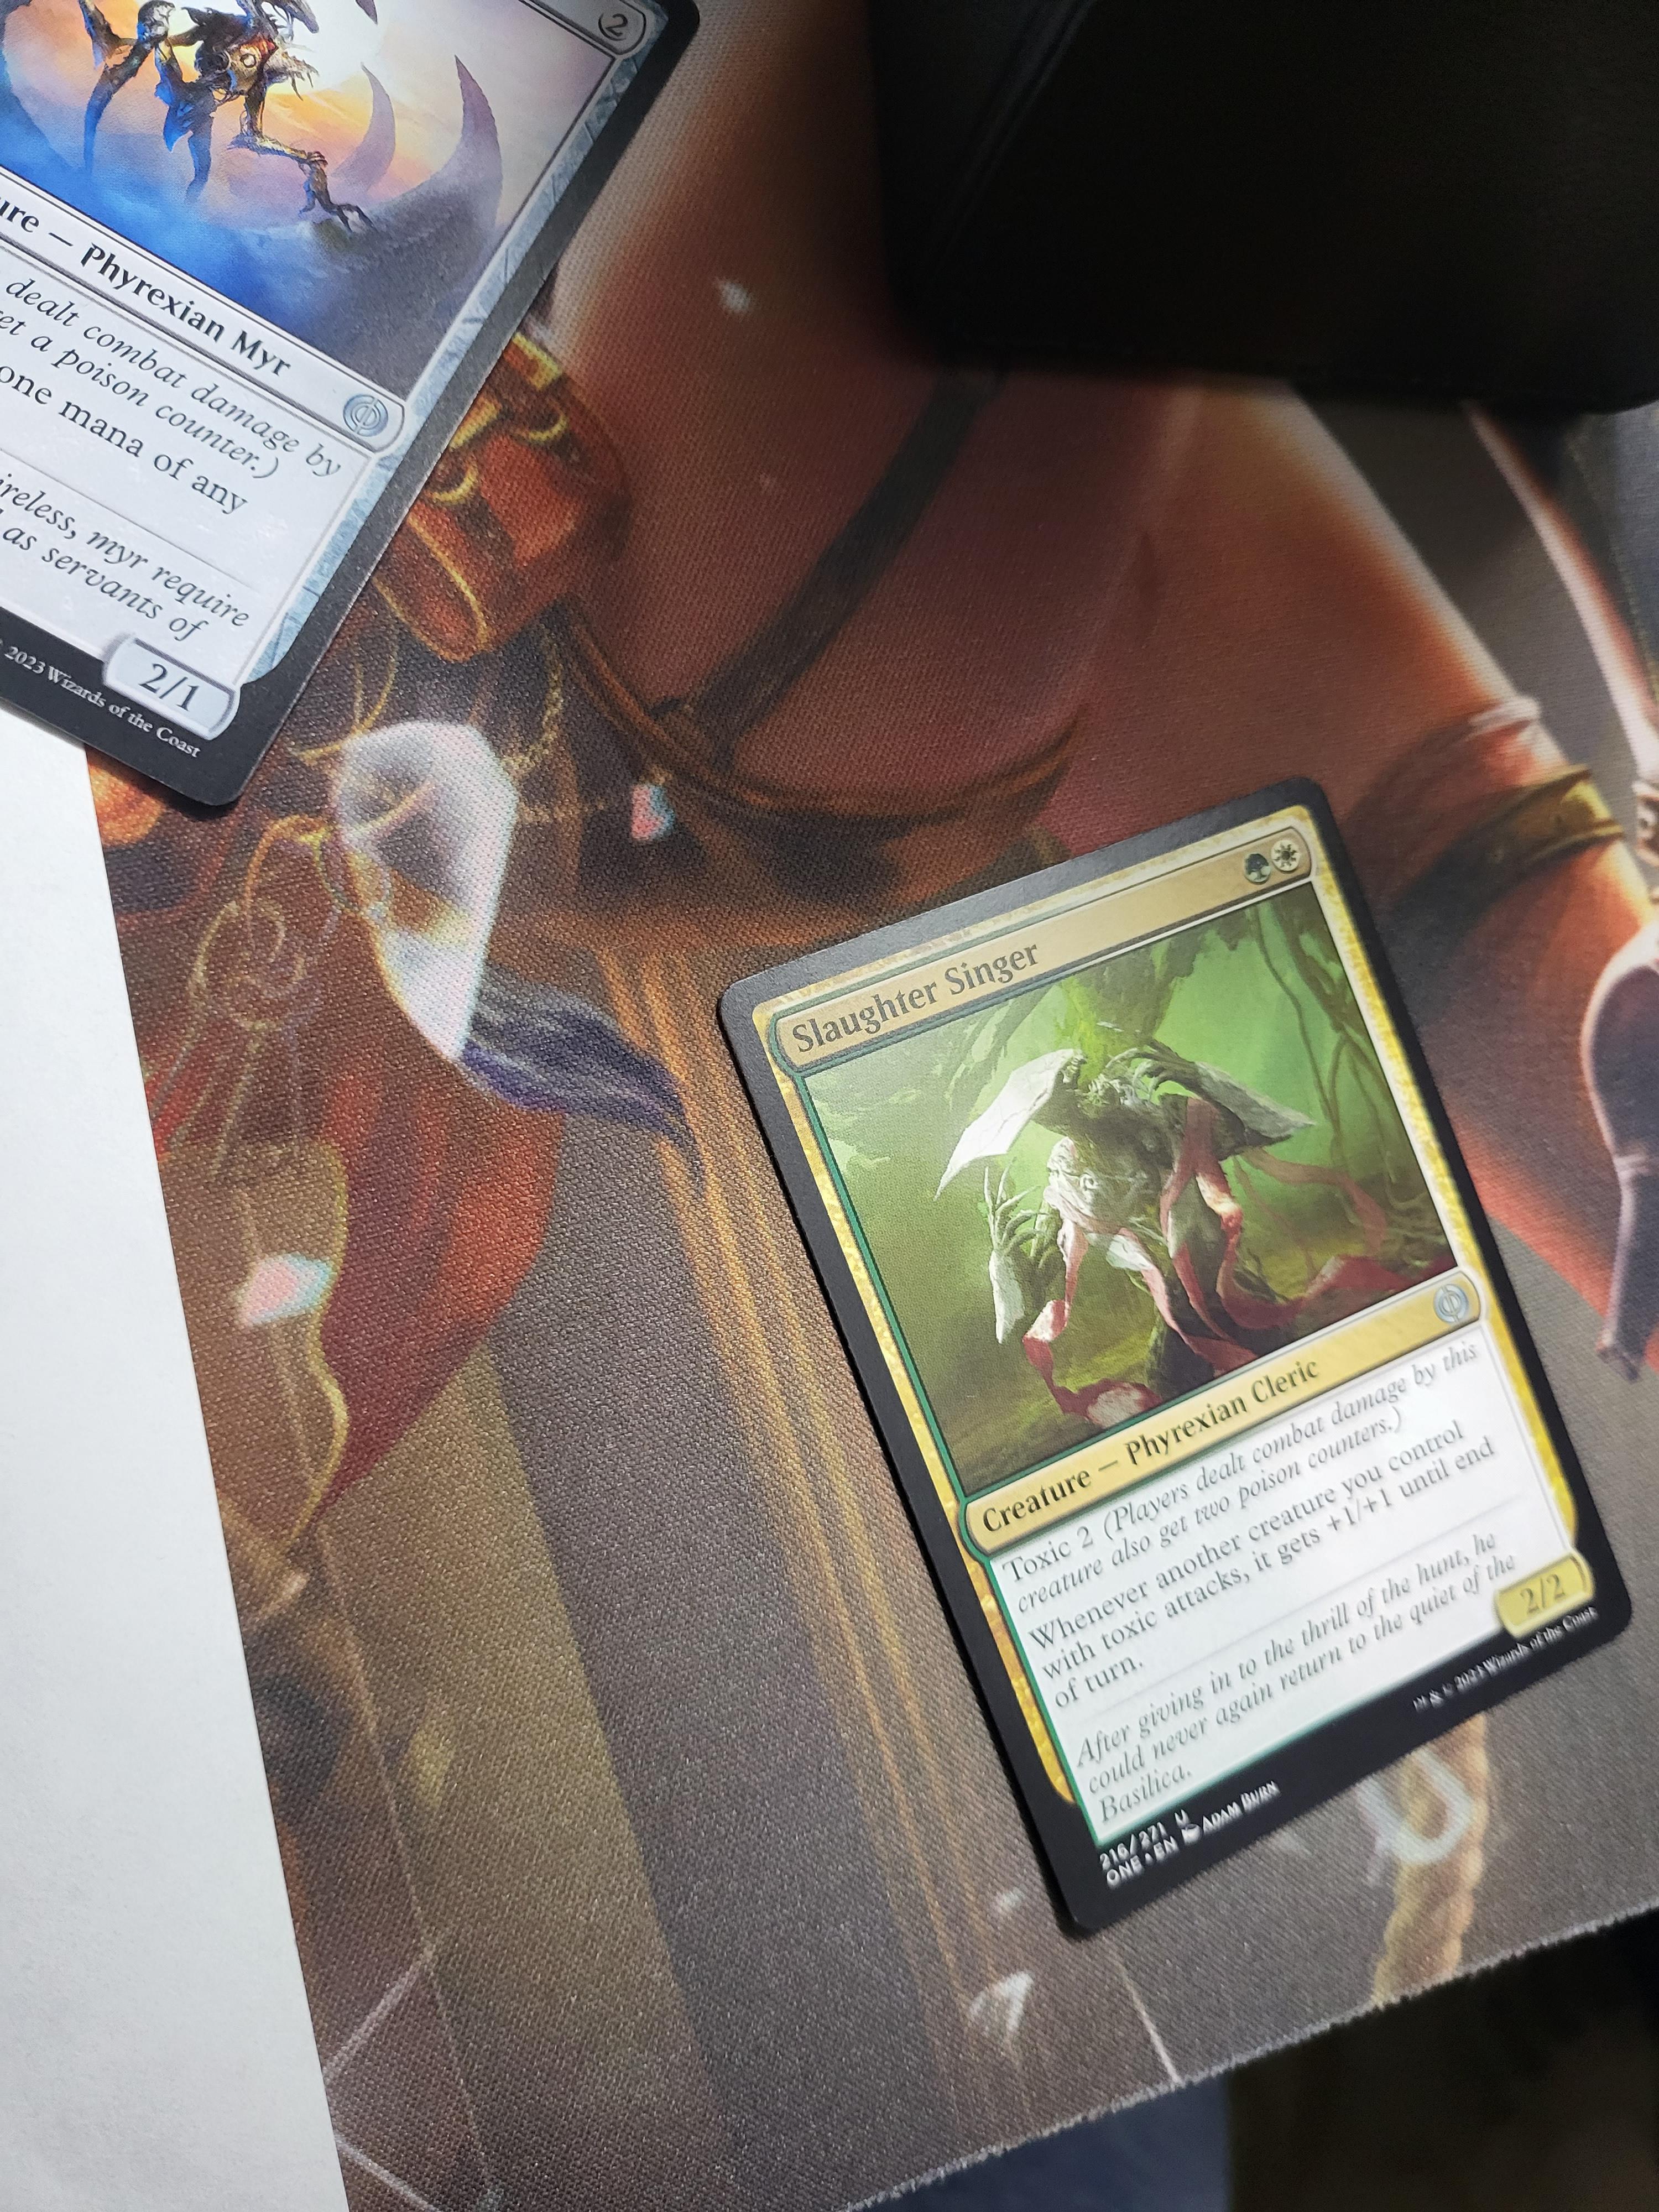 2
ure — Phyrexian Myr
dealt combat damage by
et a poison counter.)
one mana of any
ireless, myr require
as servants of
2/1
2023 Wizards of the Coast
Slaughter Singer
Creature — Phyrexian Cleric
Toxic 2 (Players dealt combat damage by this
creature also get two poison counters.)
Whenever another creature you control
with toxic attacks, it gets +1/+1 until end
of turn.
After giving in to the thrill of the hunt, he
could never again return to the quiet of the
Basilica.
2/2
216/271 U
ONE • EN ADAM BURN
™ & © 2023 Wizards of the Coast